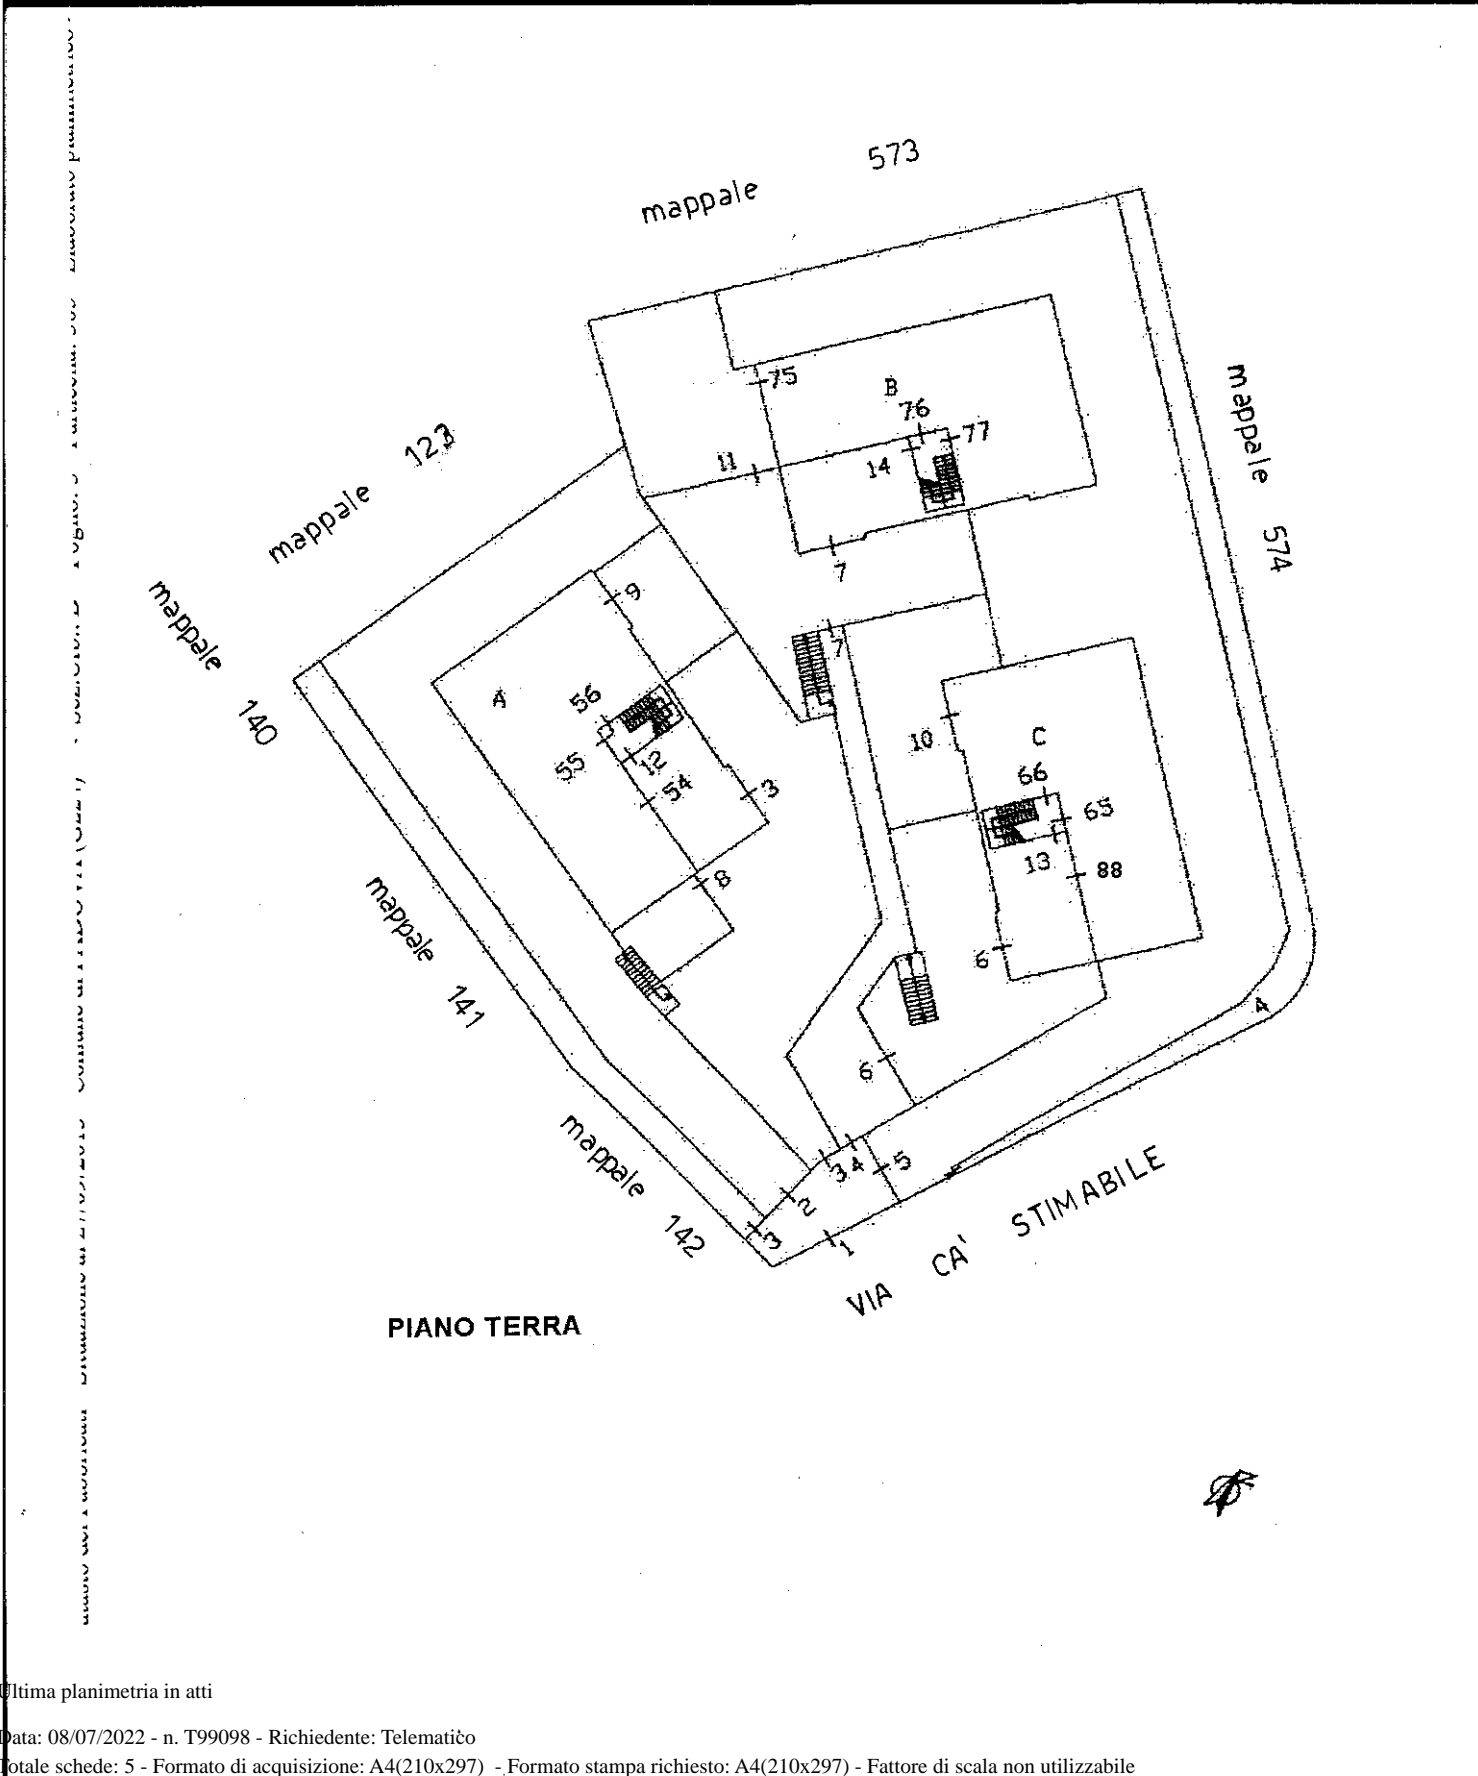 573
mappale
75
B
76
77
11
14
mappale
574
mappale 123
7
9
mappale
140
7
A
56
55
12
54
3
10
C
66
65
13
88
8
6
mappale
141
A
6
mappale
142
3
4
5
2
3
1
VIA CA' STIMABILE
PIANO TERRA
Ultima planimetria in atti
Data: 08/07/2022 - n. T99098 - Richiedente: Telematico
Totale schede: 5 - Formato di acquisizione: A4(210x297) - Formato stampa richiesto: A4(210x297) - Fattore di scala non utilizzabile